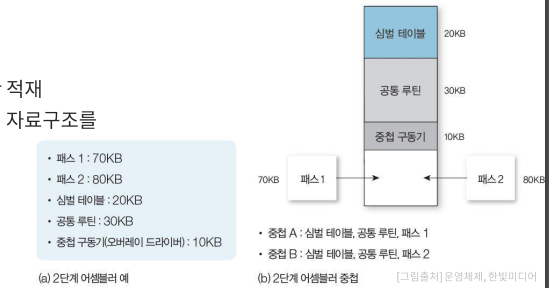 적재
자료구조를
• 패스 1 : 70KB
• 패스 2 : 80KB
• 심벌 테이블 : 20KB
• 공통 루틴 : 30KB
• 중첩 구동기(오버레이 드라이버) : 10KB
(a) 2단계 어셈블러 예
심벌 테이블 20KB
공통 루틴 30KB
중첩 구동기 10KB
70KB 패스 1
패스 2 80KB
• 중첩 A : 심벌 테이블, 공통 루틴, 패스 1
• 중첩 B : 심벌 테이블, 공통 루틴, 패스 2
(b) 2단계 어셈블러 중첩
[그림출처] 운영체제, 한빛미디어